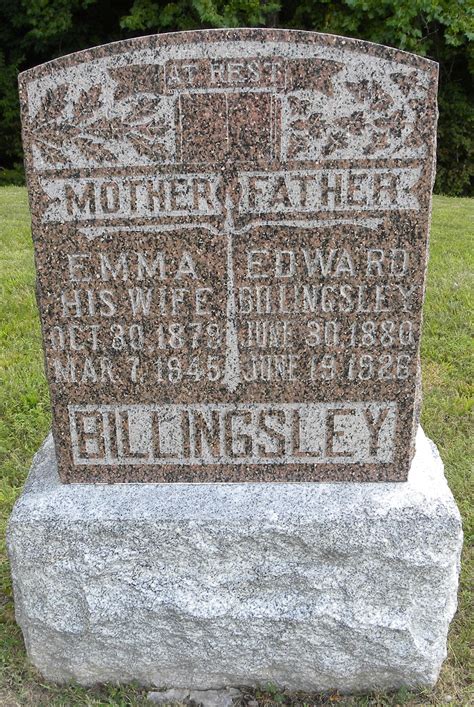 AT REST
MOTHER FATHER
EMMA
HIS WIFE
OCT. 30 1879
MAR. 7, 1945
EDWARD
BILLINGSLEY
JUNE 30 1880
JUNE 19 1926
BILLINGSLEY